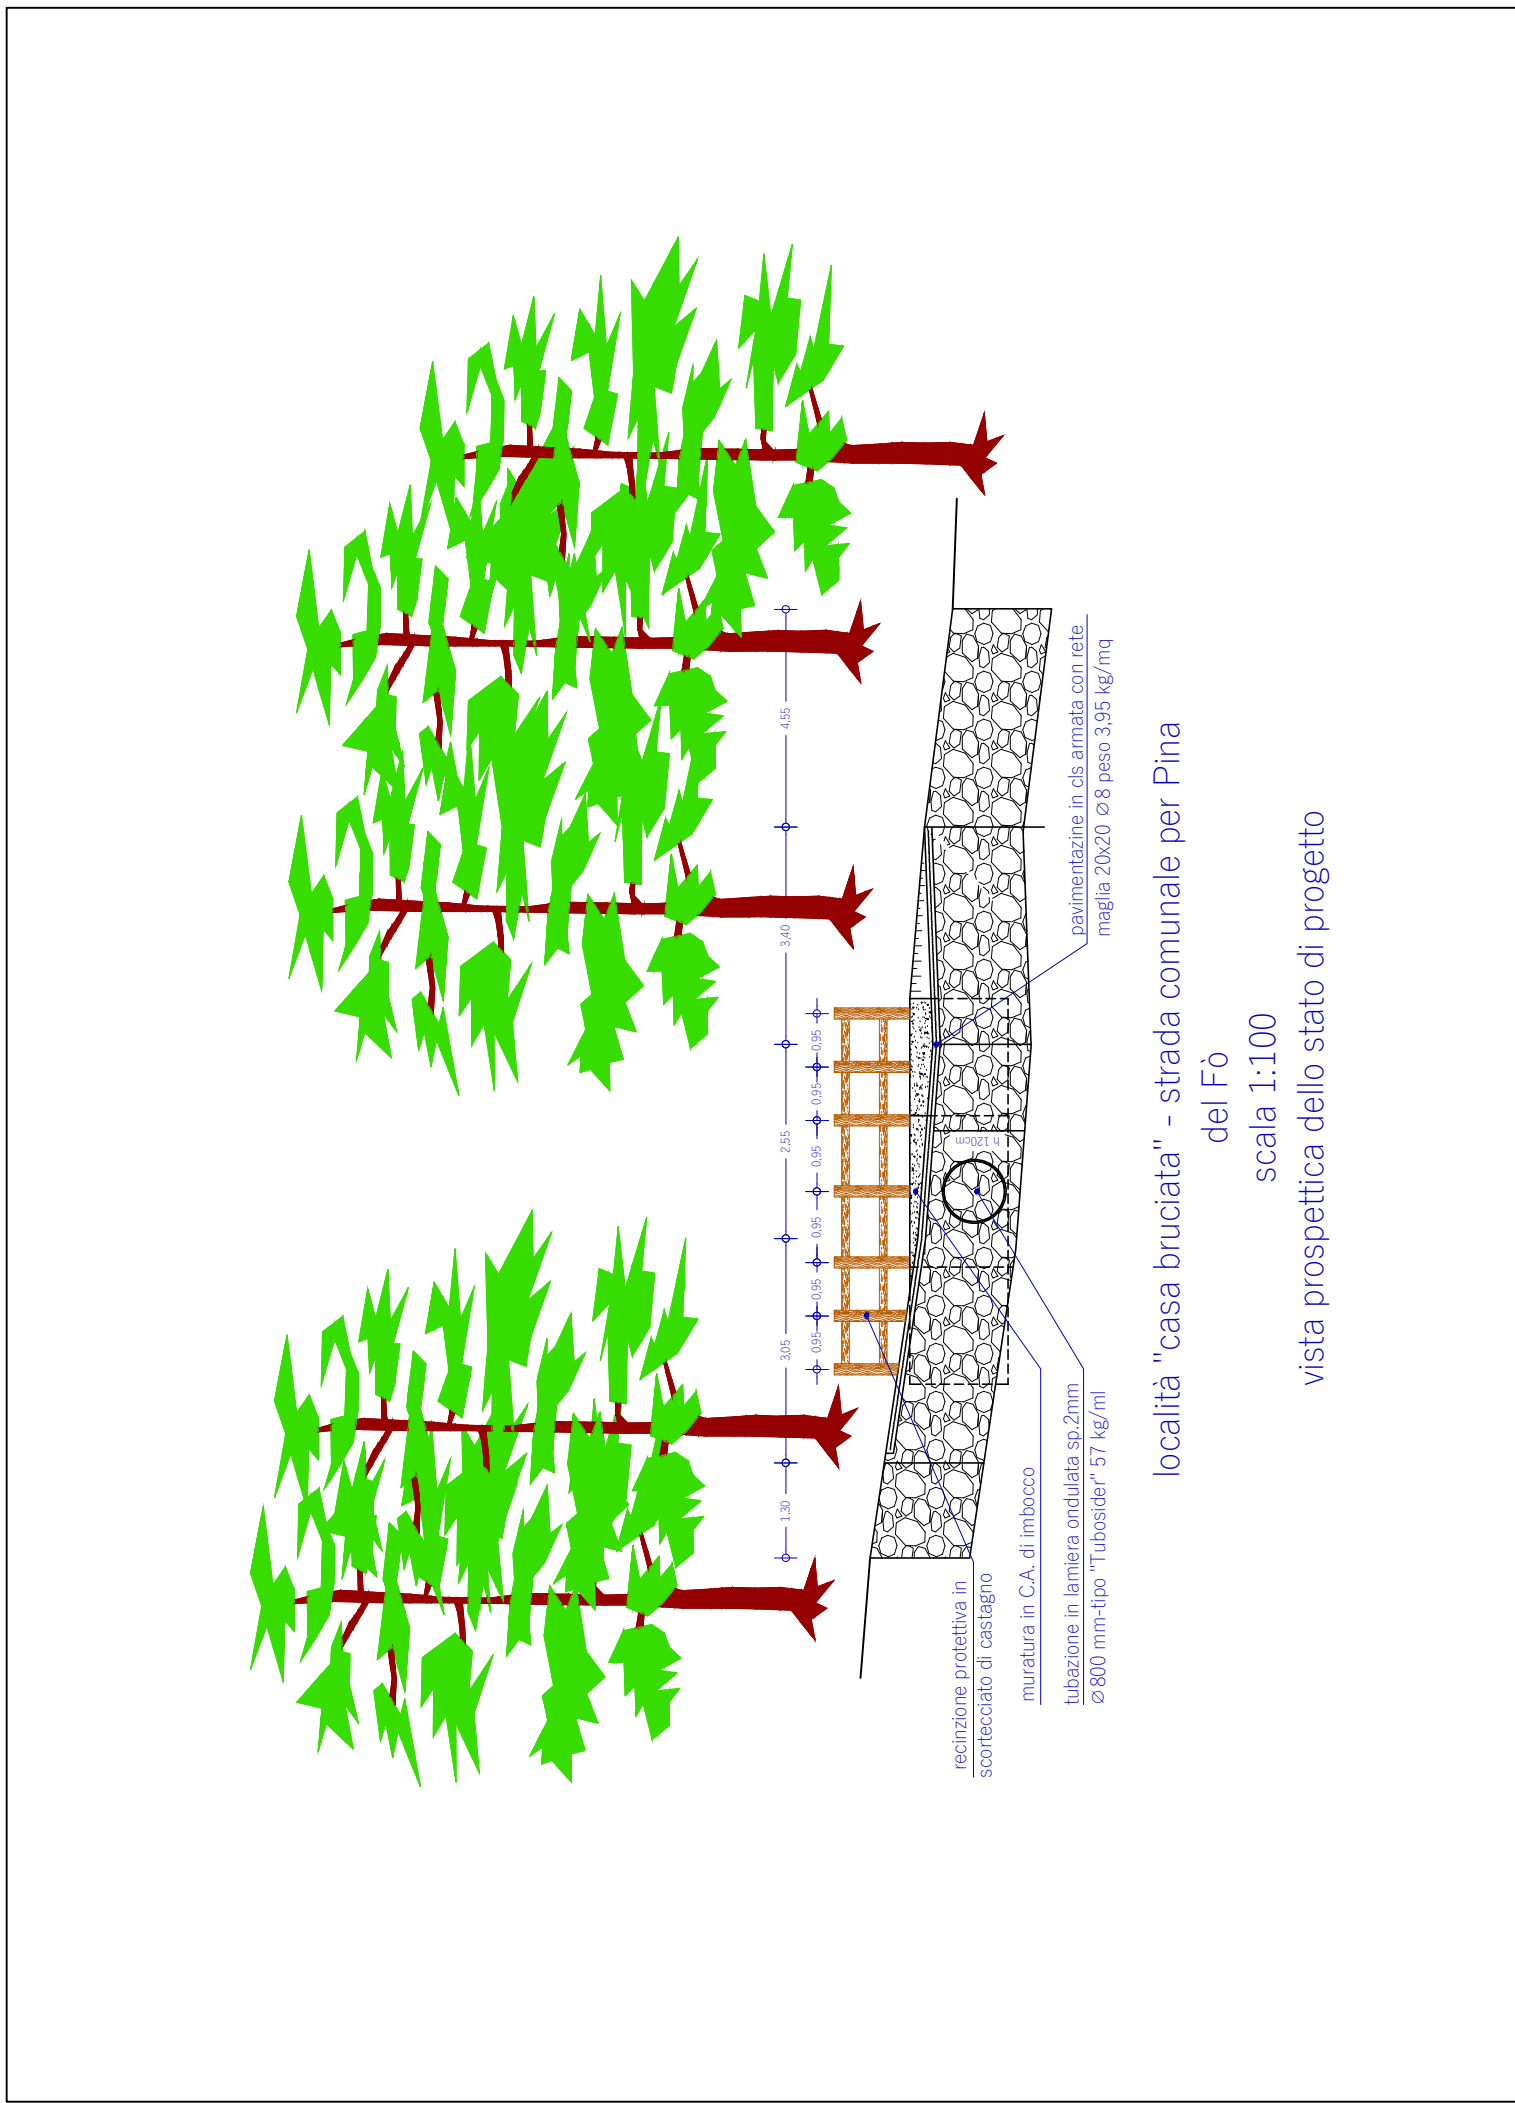 1,30
3,05
2,55
3,40
4,55
0,95
0,95
0,95
0,95
0,95
0,95
h 120cm
recinzione protettiva in
scortecciato di castagno
muratura in C.A. di imbocco
tubazione in lamiera ondulata sp.2mm
∅800 mm-tipo "Tubosider" 57 kg/ml
pavimentazine in cls armata con rete
maglia 20x20 ∅8 peso 3,95 kg/mq
località "casa bruciata" - strada comunale per Pina
del Fò
scala 1:100
vista prospettica dello stato di progetto